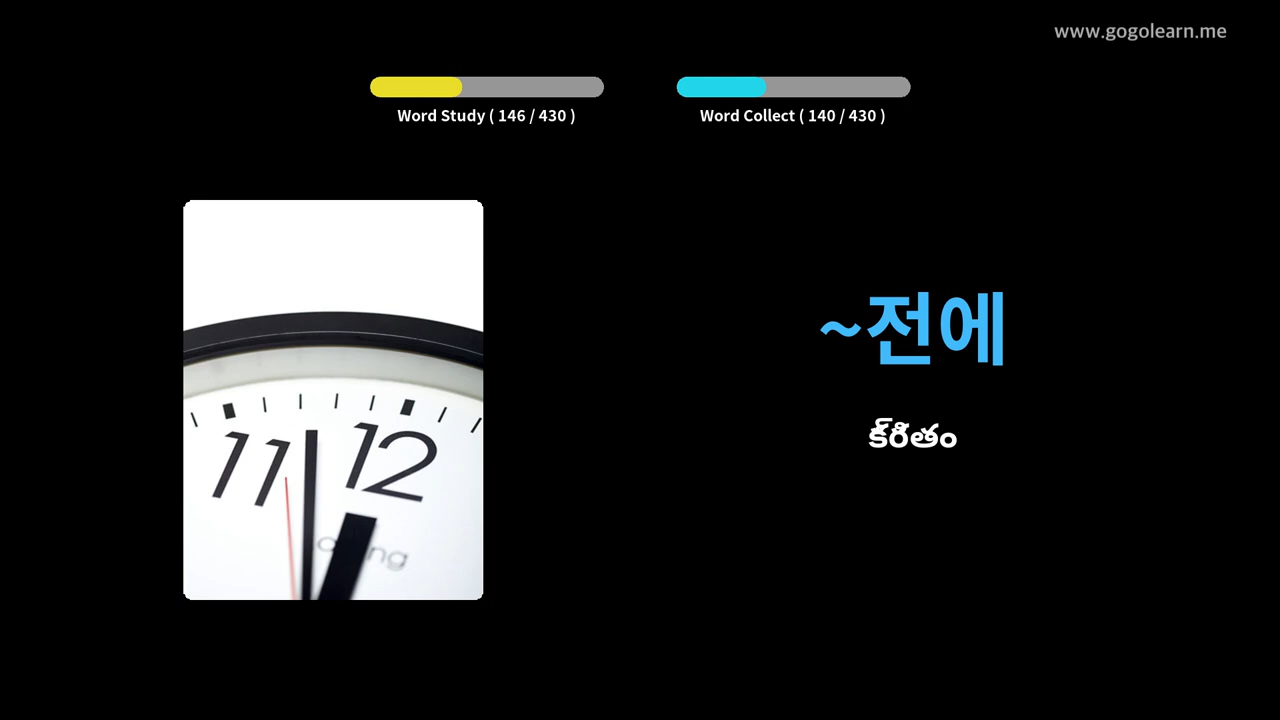 www.gogolearn.me
Word Study ( 146 / 430 )
Word Collect ( 140 / 430 )
~전에
క్రితం
11
12